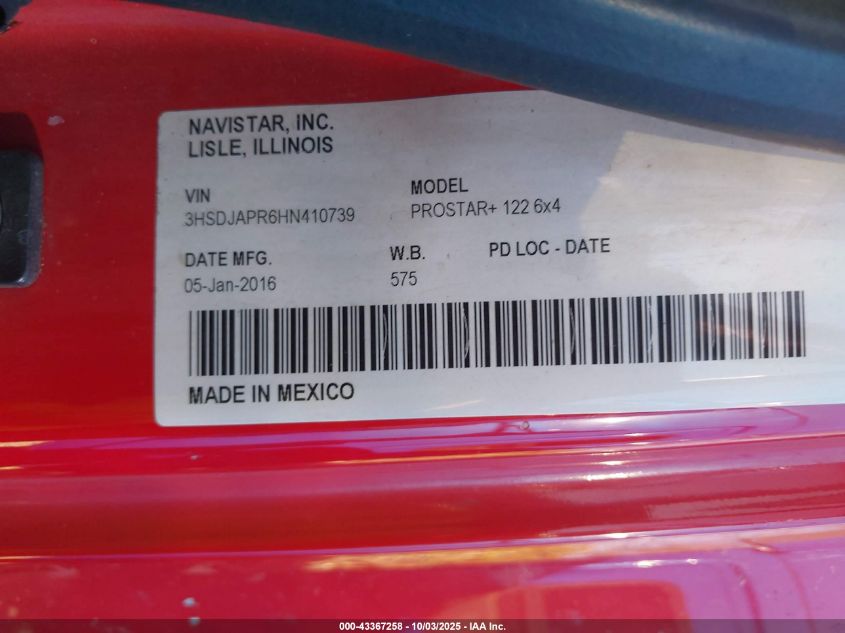 NAVISTAR, INC.
LISLE, ILLINOIS
VIN MODEL
3HSDJAPR6HN410739 PROSTAR+ 122 6x4
DATE MFG. W.B. PD LOC - DATE
05-Jan-2016 575
MADE IN MEXICO
000-43367258 - 10/03/2025 - IAA Inc.